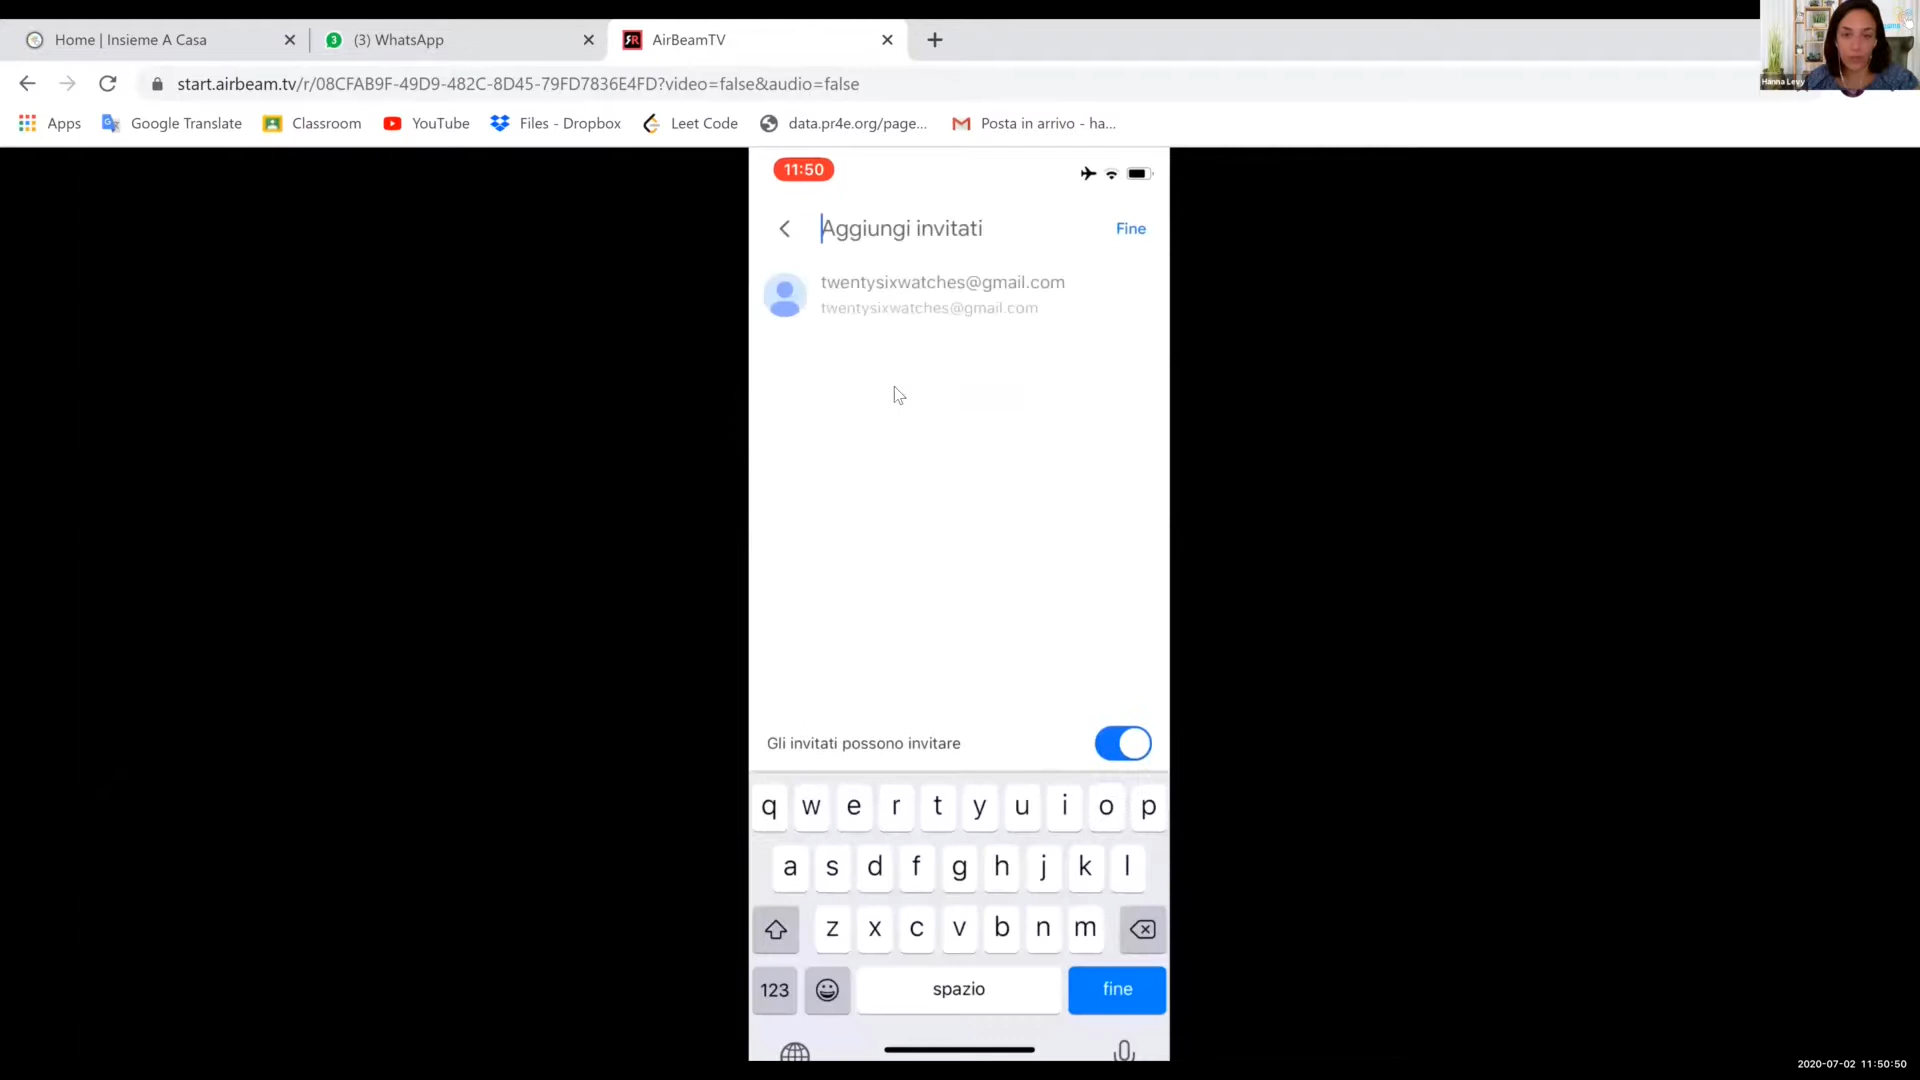 Home | Insieme A Casa
3
(3) WhatsApp
AirBeamTV
start.airbeam.tv/r/08CFAB9F-49D9-482C-8D45-79FD7836E4FD?video=false&audio=false
Apps
Google Translate
Classroom
YouTube
Files - Dropbox
Leet Code
data.pr4e.org/page...
Posta in arrivo - ha...
Hanna Levy
11:50
Aggiungi invitati
Fine
twentysixwatches@gmail.com
twentysixwatches@gmail.com
Gli invitati possono invitare
q w e r t y u i o p
a s d f g h j k l
z x c v b n m
123
spazio
fine
2020-07-02 11:50:50